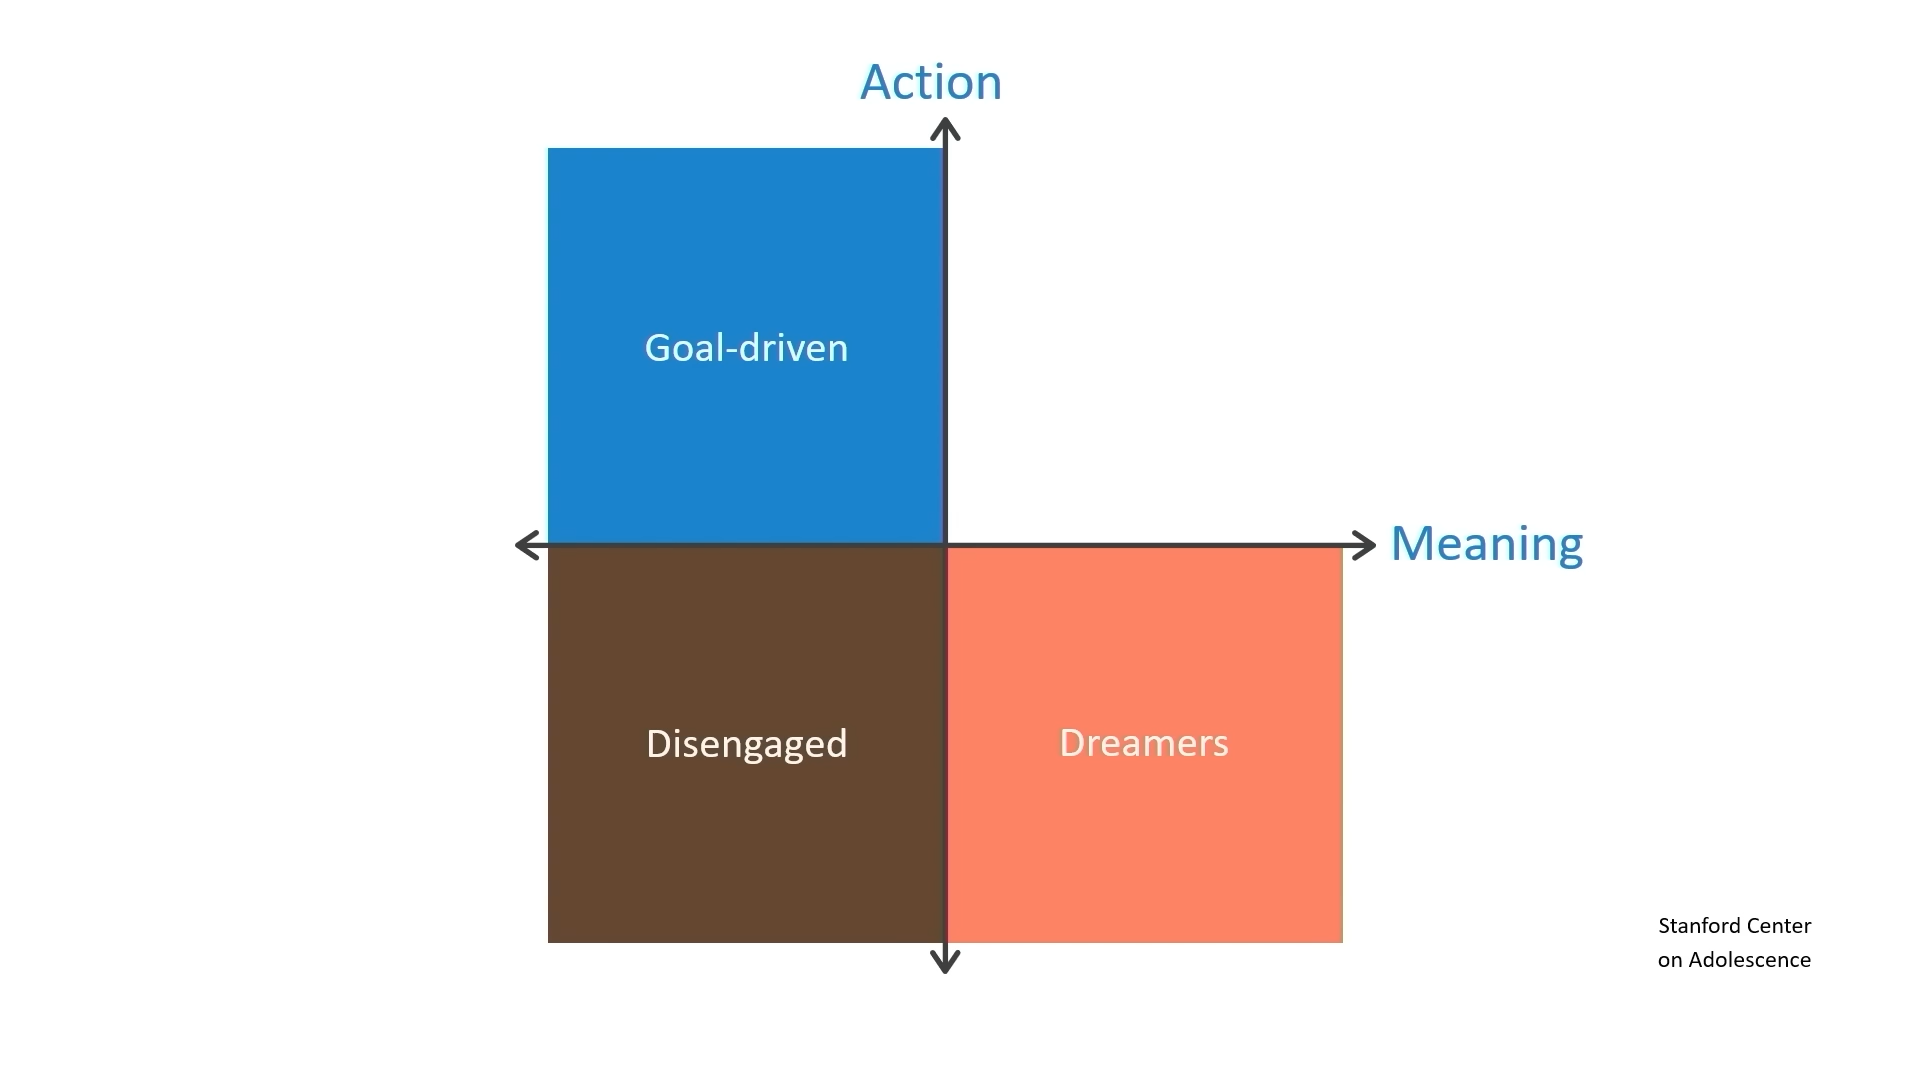 Action
Goal-driven
Meaning
Disengaged
Dreamers
Stanford Center
on Adolescence